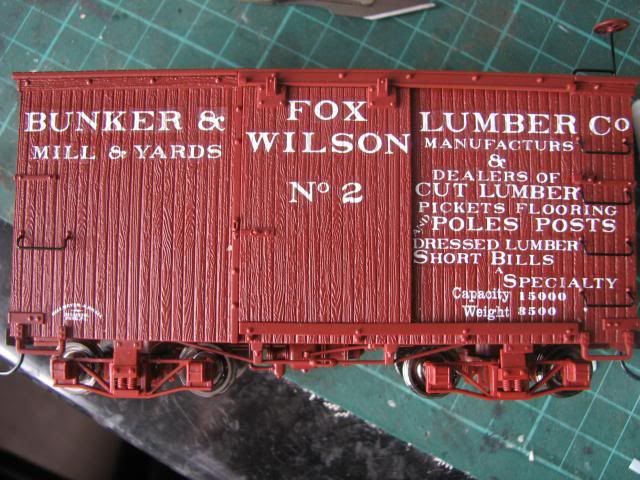 BUNKER &
MILL & YARDS
FOX
WILSON
No 2
LUMBER Co
MANUFACTURS
&
DEALERS OF
CUT LUMBER
PICKETS FLOORING
AND POLES POSTS
DRESSED LUMBER
SHORT BILLS
A
SPECIALTY
Capacity 15000
Weight 8500